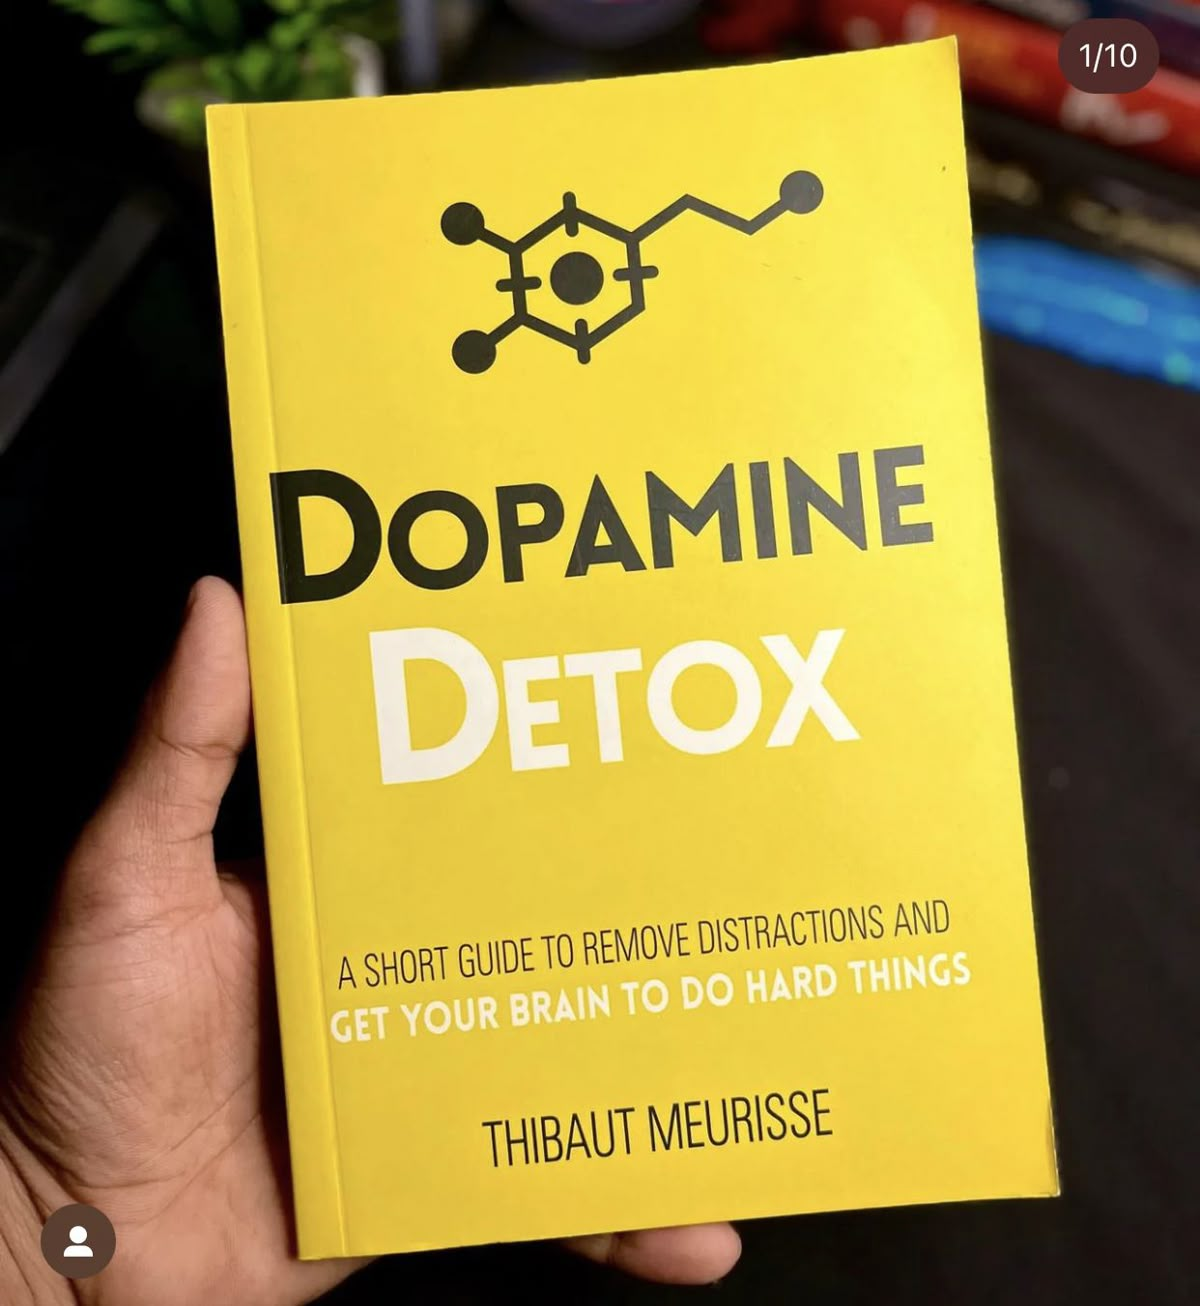 1/10
DOPAMINE
DETOX
A SHORT GUIDE TO REMOVE DISTRACTIONS AND
GET YOUR BRAIN TO DO HARD THINGS
THIBAUT MEURISSE